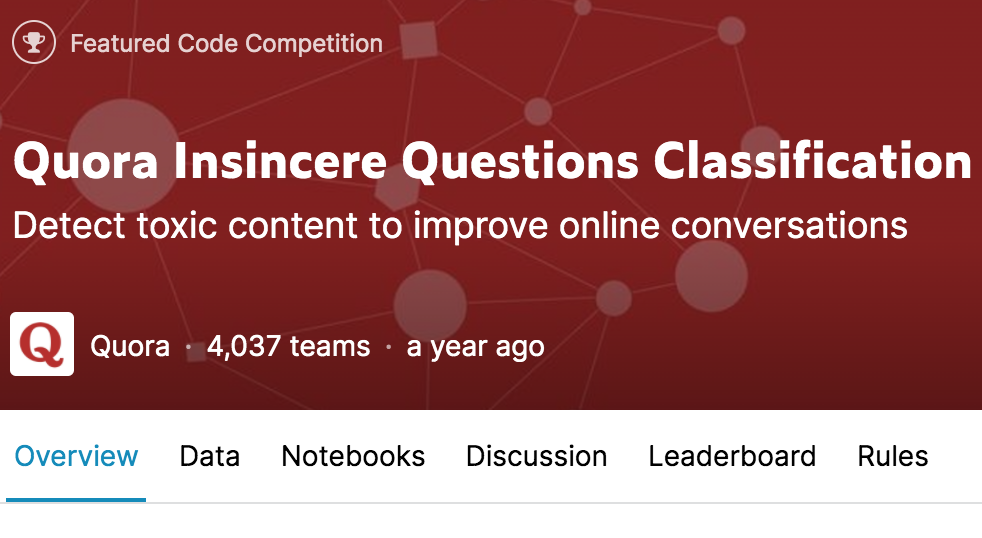 Featured Code Competition
Quora Insincere Questions Classification
Detect toxic content to improve online conversations
Q Quora · 4,037 teams · a year ago
Overview Data Notebooks Discussion Leaderboard Rules